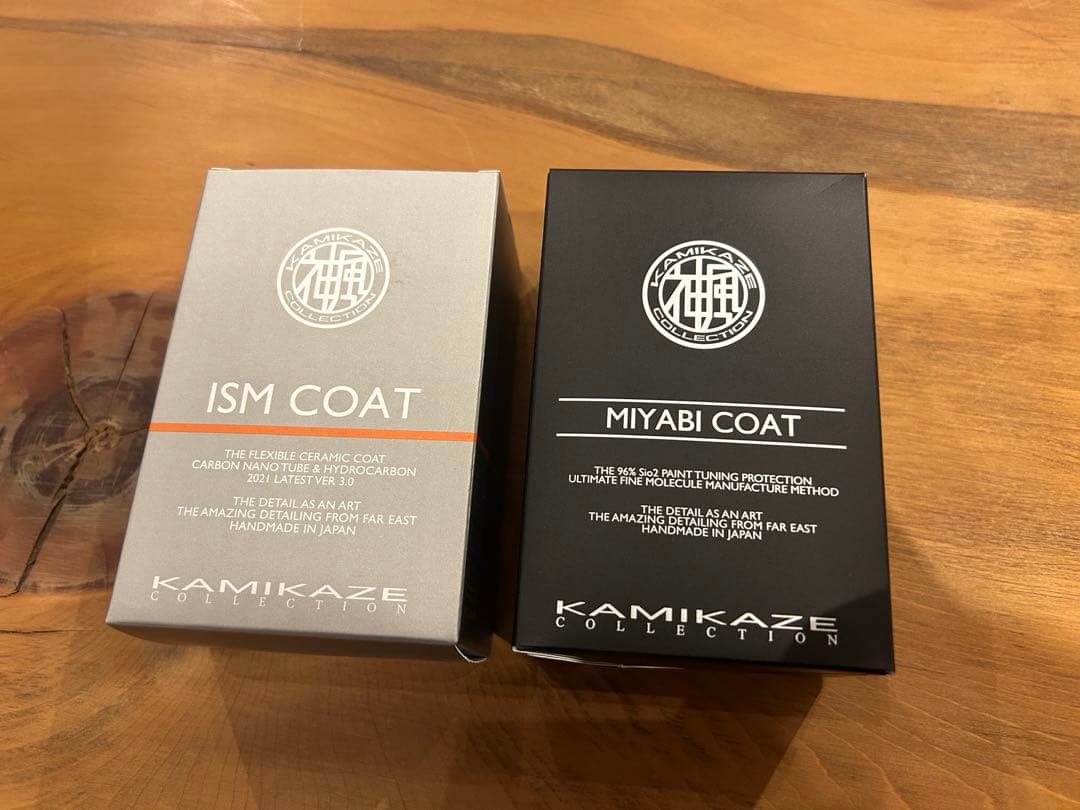 KAMIKAZE
COLLECTION
ISM COAT
THE FLEXIBLE CERAMIC COAT
CARBON NANO TUBE & HYDROCARBON
2021 LATEST VER 3.0
THE DETAIL AS AN ART
THE AMAZING DETAILING FROM FAR EAST
HANDMADE IN JAPAN
KAMIKAZE
COLLECTION
KAMIKAZE
COLLECTION
MIYABI COAT
THE 96% Sio2 PAINT TUNING PROTECTION
ULTIMATE FINE MOLECULE MANUFACTURE METHOD
THE DETAIL AS AN ART
THE AMAZING DETAILING FROM FAR EAST
HANDMADE IN JAPAN
KAMIKAZE
COLLECTION